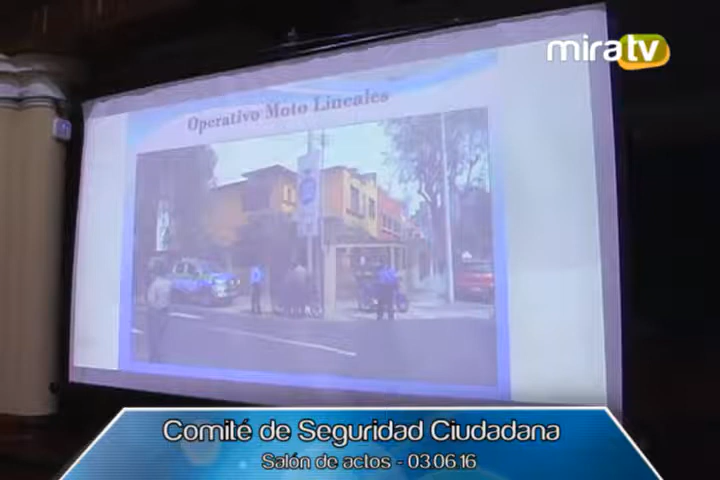 miratv
Operativo Moto Lineales
Comité de Seguridad Ciudadana
Salón de actos - 03.06.16